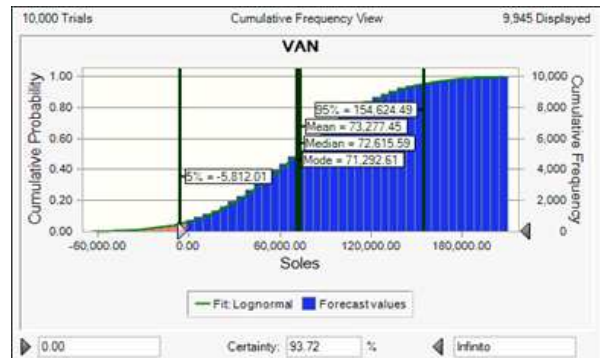 10,000 Trials Cumulative Frequency View 9,945 Displayed
VAN
Cumulative Probability
1.00
0.80
0.60
0.40
0.20
0.00
95% = 154,624.49
Mean = 73,277.45
Median = 72,615.59
Mode = 71,292.61
5% = -5,812.01
10,000
8,000
6,000
4,000
2,000
0
Cumulative Frequency
-60,000.00 0.00 60,000.00 120,000.00 180,000.00
Soles
Fit: Lognormal Forecast values
0.00 Certainty: 93.72 % Infinito